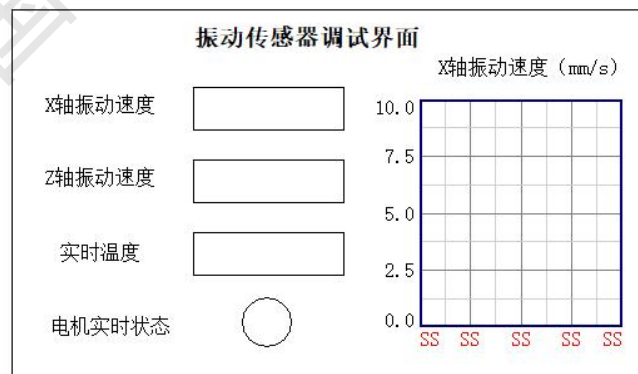 振动传感器调试界面
X轴振动速度
Z轴振动速度
实时温度
电机实时状态
X轴振动速度（mm/s）
10.0
7.5
5.0
2.5
0.0
SS SS SS SS SS